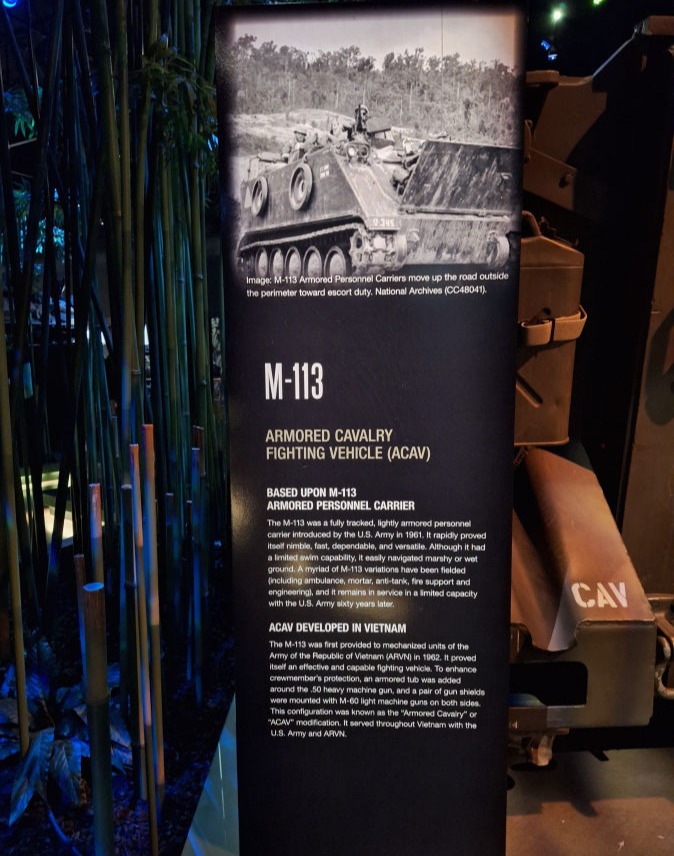 Image: M-113 Armored Personnel Carriers move up the road outside
the perimeter toward escort duty. National Archives (CC48041).
M-113
ARMORED CAVALRY
FIGHTING VEHICLE (ACAV)
BASED UPON M-113
ARMORED PERSONNEL CARRIER
The M-113 was a fully tracked, lightly armored personnel
carrier introduced by the U.S. Army in 1961. It rapidly proved
itself nimble, fast, dependable, and versatile. Although it had
a limited swim capability, it easily navigated marshy or wet
ground. A myriad of M-113 variations have been fielded
(including ambulance, mortar, anti-tank, fire support and
engineering), and it remains in service in a limited capacity
with the U.S. Army sixty years later.
ACAV DEVELOPED IN VIETNAM
The M-113 was first provided to mechanized units of the
Army of the Republic of Vietnam (ARVN) in 1962. It proved
itself an effective and capable fighting vehicle. To enhance
crewmember's protection, an armored tub was added
around the .50 heavy machine gun, and a pair of gun shields
were mounted with M-60 light machine guns on both sides.
This configuration was known as the "Armored Cavalry" or
"ACAV" modification. It served throughout Vietnam with the
U.S. Army and ARVN.
CAV